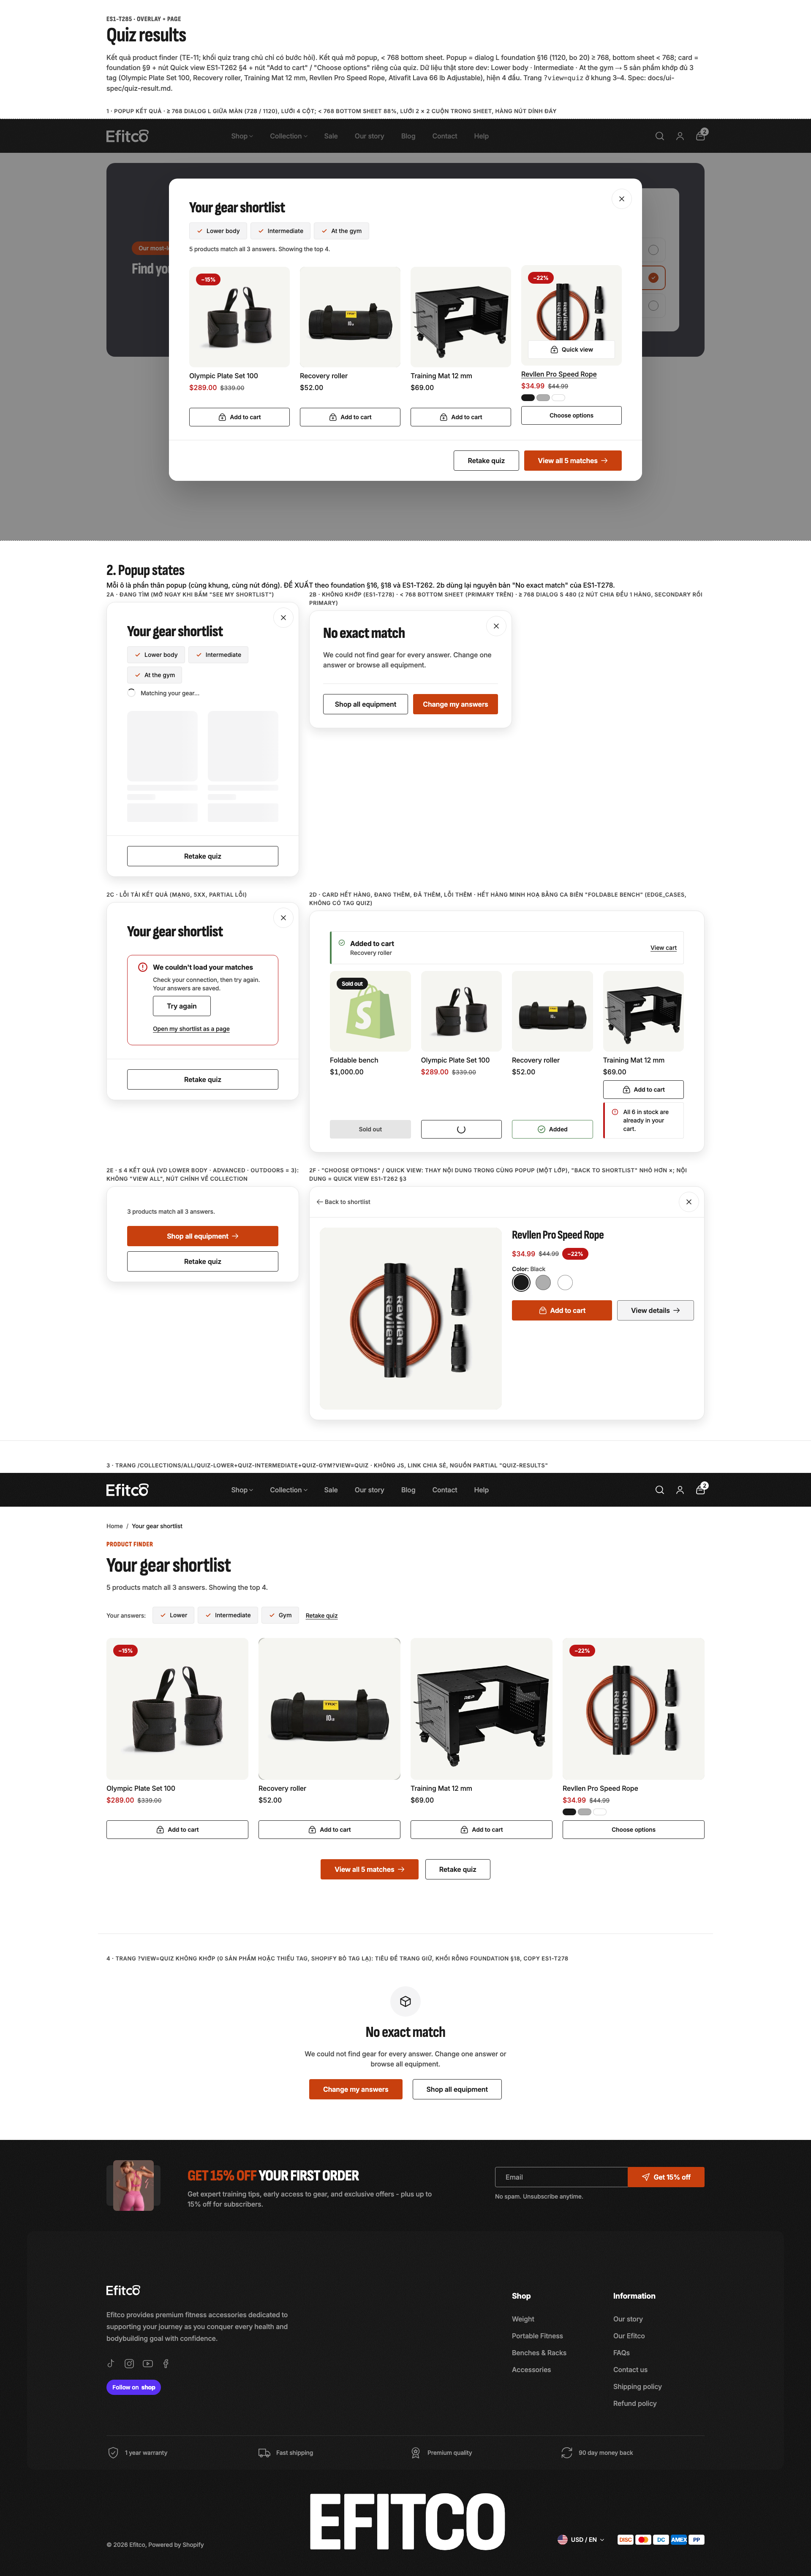 ES1-T285 · OVERLAY + PAGE
Quiz results
Kết quả product finder (TE-11; khối quiz trang chủ chỉ có bước hỏi). Kết quả mở popup, < 768 bottom sheet. Popup = dialog L foundation §16 (1120, bo 20) ≥ 768, bottom sheet < 768; card =
foundation §9 + nút Quick view ES1-T262 §4 + nút "Add to cart" / "Choose options" riêng của quiz. Dữ liệu thật store dev: Lower body · Intermediate · At the gym → 5 sản phẩm khớp đủ 3
tag (Olympic Plate Set 100, Recovery roller, Training Mat 12 mm, Revllen Pro Speed Rope, Ativafit Lava 66 lb Adjustable), hiện 4 đầu. Trang ?view=quiz ở khung 3–4. Spec: docs/ui-
spec/quiz-result.md.
1 · POPUP KẾT QUẢ · ≥ 768 DIALOG L GIỮA MÀN (728 / 1120), LƯỚI 4 CỘT; < 768 BOTTOM SHEET 88%, LƯỚI 2 × 2 CUỘN TRONG SHEET, HÀNG NÚT DÍNH ĐÁY
Efitco
Shop
Collection
Sale
Our story
Blog
Contact
Help
2
Our most-l
Find you
Your gear shortlist
Lower body
Intermediate
At the gym
5 products match all 3 answers. Showing the top 4.
−15%
−22%
Quick view
Olympic Plate Set 100
$289.00 $339.00
Add to cart
Recovery roller
$52.00
Add to cart
Training Mat 12 mm
$69.00
Add to cart
Revllen Pro Speed Rope
$34.99 $44.99
Choose options
Retake quiz
View all 5 matches
2. Popup states
Mỗi ô là phần thân popup (cùng khung, cùng nút đóng). ĐỀ XUẤT theo foundation §16, §18 và ES1-T262. 2b dùng lại nguyên bản "No exact match" của ES1-T278.
2A · ĐANG TÌM (MỞ NGAY KHI BẤM "SEE MY SHORTLIST")
Your gear shortlist
Lower body
Intermediate
At the gym
Matching your gear...
Retake quiz
2B · KHÔNG KHỚP (ES1-T278) · < 768 BOTTOM SHEET (PRIMARY TRÊN) · ≥ 768 DIALOG S 480 (2 NÚT CHIA ĐỀU 1 HÀNG, SECONDARY RỒI
PRIMARY)
No exact match
We could not find gear for every answer. Change one
answer or browse all equipment.
Shop all equipment
Change my answers
2C · LỖI TẢI KẾT QUẢ (MẠNG, 5XX, PARTIAL LỖI)
Your gear shortlist
We couldn't load your matches
Check your connection, then try again.
Your answers are saved.
Try again
Open my shortlist as a page
Retake quiz
2D · CARD HẾT HÀNG, ĐANG THÊM, ĐÃ THÊM, LỖI THÊM · HẾT HÀNG MINH HOẠ BẰNG CA BIÊN "FOLDABLE BENCH" (EDGE_CASES,
KHÔNG CÓ TAG QUIZ)
Added to cart
Recovery roller
View cart
Sold out
Foldable bench
$1,000.00
Sold out
Olympic Plate Set 100
$289.00 $339.00
Recovery roller
$52.00
Added
Training Mat 12 mm
$69.00
Add to cart
All 6 in stock are
already in your
cart.
2E · ≤ 4 KẾT QUẢ (VD LOWER BODY · ADVANCED · OUTDOORS = 3):
KHÔNG "VIEW ALL", NÚT CHÍNH VỀ COLLECTION
3 products match all 3 answers.
Shop all equipment
Retake quiz
2F · "CHOOSE OPTIONS" / QUICK VIEW: THAY NỘI DUNG TRONG CÙNG POPUP (MỘT LỚP), "BACK TO SHORTLIST" NHỎ HƠN ×; NỘI
DUNG = QUICK VIEW ES1-T262 §3
Back to shortlist
Revllen Pro Speed Rope
$34.99 $44.99 −22%
Color: Black
Add to cart
View details
3 · TRANG /COLLECTIONS/ALL/QUIZ-LOWER+QUIZ-INTERMEDIATE+QUIZ-GYM?VIEW=QUIZ · KHÔNG JS, LINK CHIA SẺ, NGUỒN PARTIAL "QUIZ-RESULTS"
Efitco
Shop
Collection
Sale
Our story
Blog
Contact
Help
2
Home / Your gear shortlist
PRODUCT FINDER
Your gear shortlist
5 products match all 3 answers. Showing the top 4.
Your answers:
Lower
Intermediate
Gym
Retake quiz
−15%
−22%
Olympic Plate Set 100
$289.00 $339.00
Add to cart
Recovery roller
$52.00
Add to cart
Training Mat 12 mm
$69.00
Add to cart
Revllen Pro Speed Rope
$34.99 $44.99
Choose options
View all 5 matches
Retake quiz
4 · TRANG ?VIEW=QUIZ KHÔNG KHỚP (0 SẢN PHẨM HOẶC THIẾU TAG, SHOPIFY BỎ TAG LẠ): TIÊU ĐỀ TRANG GIỮ, KHỐI RỖNG FOUNDATION §18, COPY ES1-T278
No exact match
We could not find gear for every answer. Change one answer or
browse all equipment.
Change my answers
Shop all equipment
GET 15% OFF YOUR FIRST ORDER
Get expert training tips, early access to gear, and exclusive offers - plus up to
15% off for subscribers.
Email
Get 15% off
No spam. Unsubscribe anytime.
Efitco
Efitco provides premium fitness accessories dedicated to
supporting your journey as you conquer every health and
bodybuilding goal with confidence.
Follow on shop
Shop
Weight
Portable Fitness
Benches & Racks
Accessories
Information
Our story
Our Efitco
FAQs
Contact us
Shipping policy
Refund policy
1 year warranty
Fast shipping
Premium quality
90 day money back
© 2026 Efitco, Powered by Shopify
EFITCO
USD / EN
DISC
DC
AMEX
PP